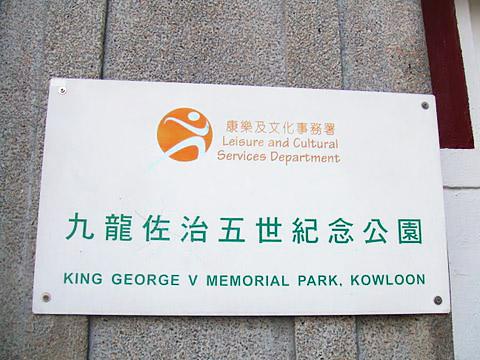 康樂及文化事務署
Leisure and Cultural
Services Department
九龍佐治五世紀念公園
KING GEORGE V MEMORIAL PARK, KOWLOON